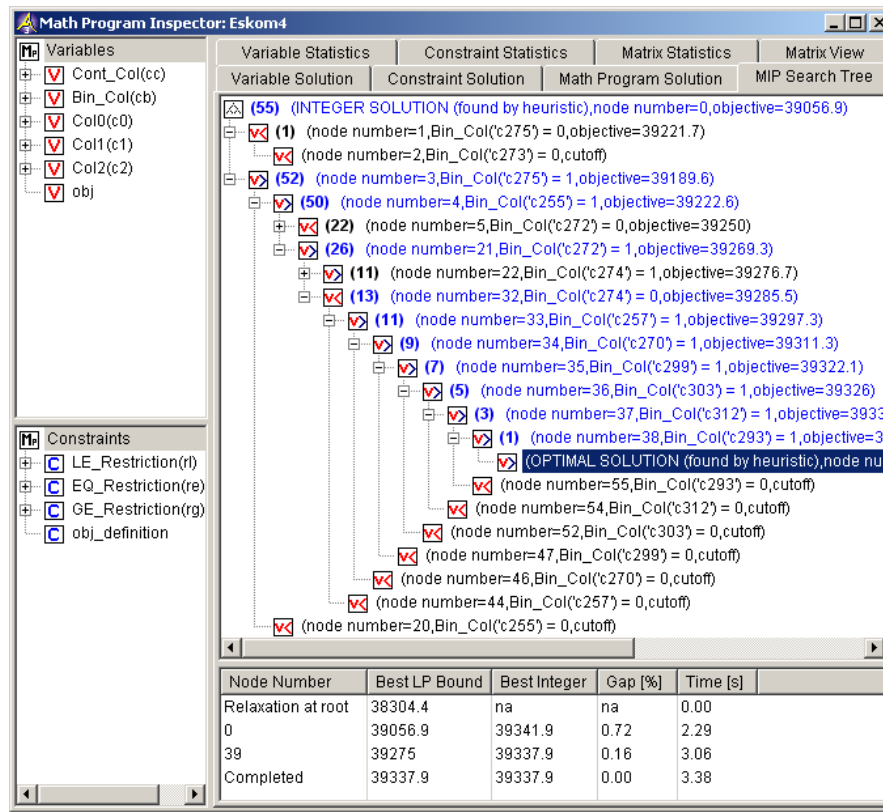 Math Program Inspector: Eskom4
Variables
Cont_Col(cc)
Bin_Col(cb)
Col0(c0)
Col1(c1)
Col2(c2)
obj
Constraints
LE_Restriction(rl)
EQ_Restriction(re)
GE_Restriction(rg)
obj_definition
Variable Statistics Constraint Statistics Matrix Statistics Matrix View
Variable Solution Constraint Solution Math Program Solution MIP Search Tree
(55) (INTEGER SOLUTION (found by heuristic),node number=0,objective=39056.9)
(1) (node number=1,Bin_Col('c275') = 0,objective=39221.7)
(node number=2,Bin_Col('c273') = 0,cutoff)
(52) (node number=3,Bin_Col('c275') = 1,objective=39189.6)
(50) (node number=4,Bin_Col('c255') = 1,objective=39222.6)
(22) (node number=5,Bin_Col('c272') = 0,objective=39250)
(26) (node number=21,Bin_Col('c272') = 1,objective=39269.3)
(11) (node number=22,Bin_Col('c274') = 1,objective=39276.7)
(13) (node number=32,Bin_Col('c274') = 0,objective=39285.5)
(11) (node number=33,Bin_Col('c257') = 1,objective=39297.3)
(9) (node number=34,Bin_Col('c270') = 1,objective=39311.3)
(7) (node number=35,Bin_Col('c299') = 1,objective=39322.1)
(5) (node number=36,Bin_Col('c303') = 1,objective=39326)
(3) (node number=37,Bin_Col('c312') = 1,objective=3933
(1) (node number=38,Bin_Col('c293') = 1,objective=3
(OPTIMAL SOLUTION (found by heuristic),node nu
(node number=55,Bin_Col('c293') = 0,cutoff)
(node number=54,Bin_Col('c312') = 0,cutoff)
(node number=52,Bin_Col('c303') = 0,cutoff)
(node number=47,Bin_Col('c299') = 0,cutoff)
(node number=46,Bin_Col('c270') = 0,cutoff)
(node number=44,Bin_Col('c257') = 0,cutoff)
(node number=20,Bin_Col('c255') = 0,cutoff)
Node Number Best LP Bound Best Integer Gap [%] Time [s]
Relaxation at root 38304.4 na na 0.00
0 39056.9 39341.9 0.72 2.29
39 39275 39337.9 0.16 3.06
Completed 39337.9 39337.9 0.00 3.38